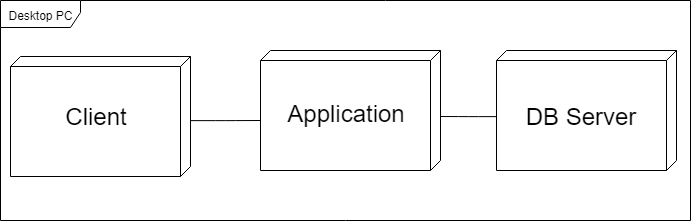 Desktop PC
Client
Application
DB Server